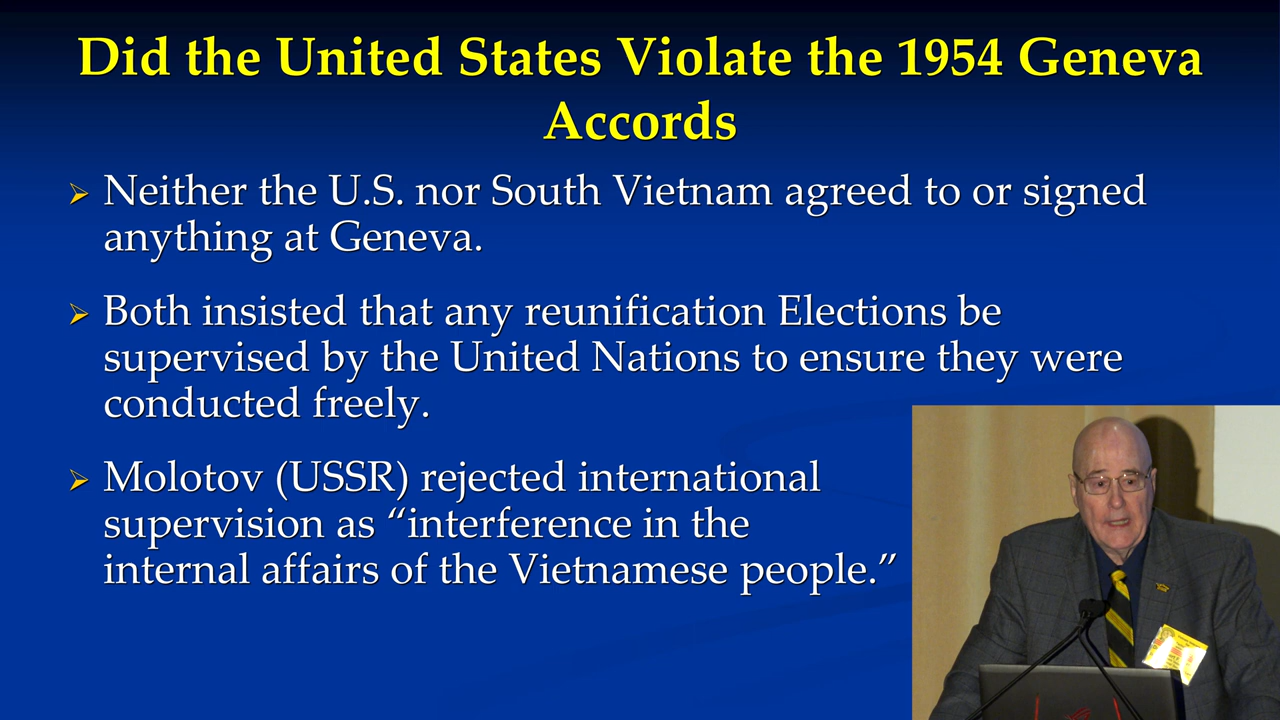 Did the United States Violate the 1954 Geneva
Accords
Neither the U.S. nor South Vietnam agreed to or signed
anything at Geneva.
Both insisted that any reunification Elections be
supervised by the United Nations to ensure they were
conducted freely.
Molotov (USSR) rejected international
supervision as “interference in the
internal affairs of the Vietnamese people.”